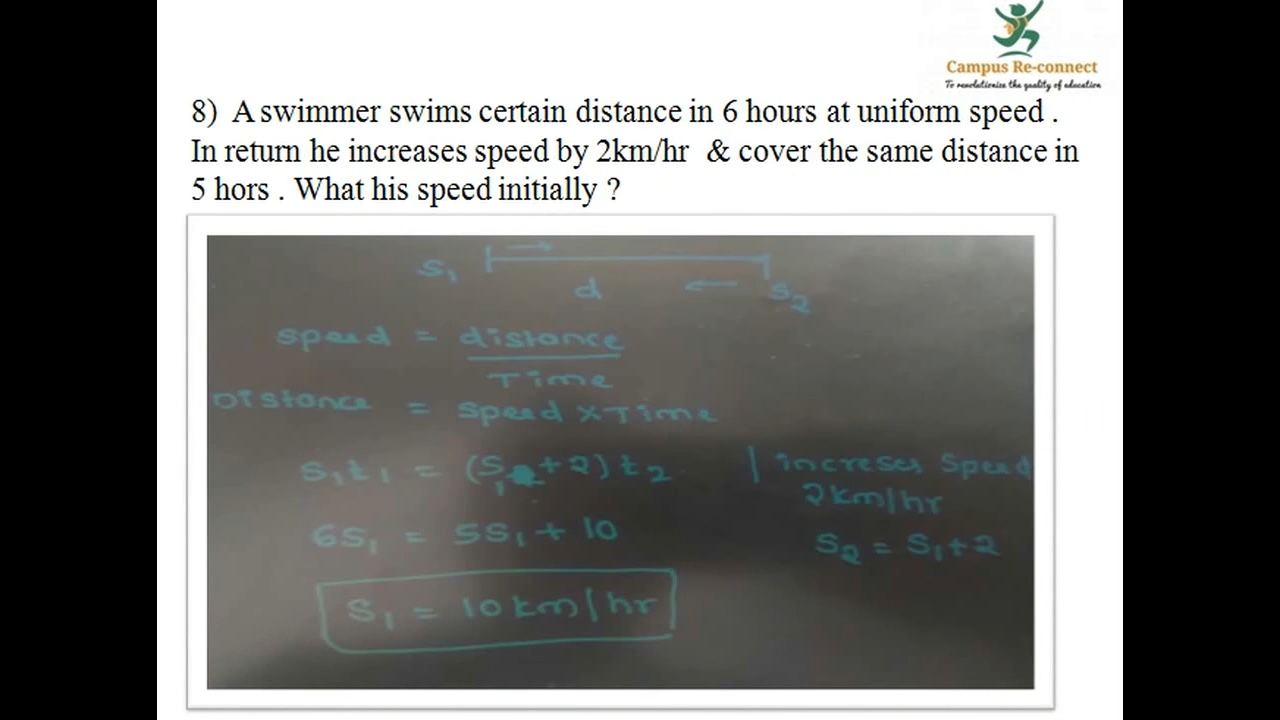 Campus Re-connect
To revolutionize the quality of education
8) A swimmer swims certain distance in 6 hours at uniform speed .
In return he increases speed by 2km/hr & cover the same distance in
5 hors . What his speed initially ?
S₁ d S₂
speed = distance
Time
Distance = speed × Time
S₁t₁ = (S₁+2)t₂ | increses Speed
2km/hr
6S₁ = 5S₁ + 10 S₂ = S₁+2
S₁ = 10km/hr